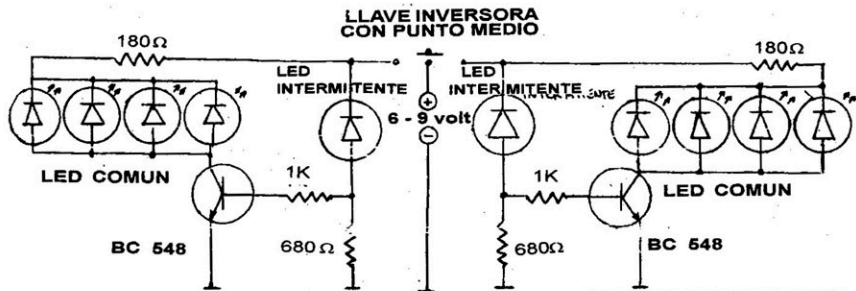 LLAVE INVERSORA
CON PUNTO MEDIO
180Ω
180Ω
LED
INTERMITENTE
LED
INTERMITENTE
INTERMITENTE
6 - 9 volt
+
−
LED COMUN
1K
1K
LED COMUN
BC 548
680Ω
680Ω
BC 548